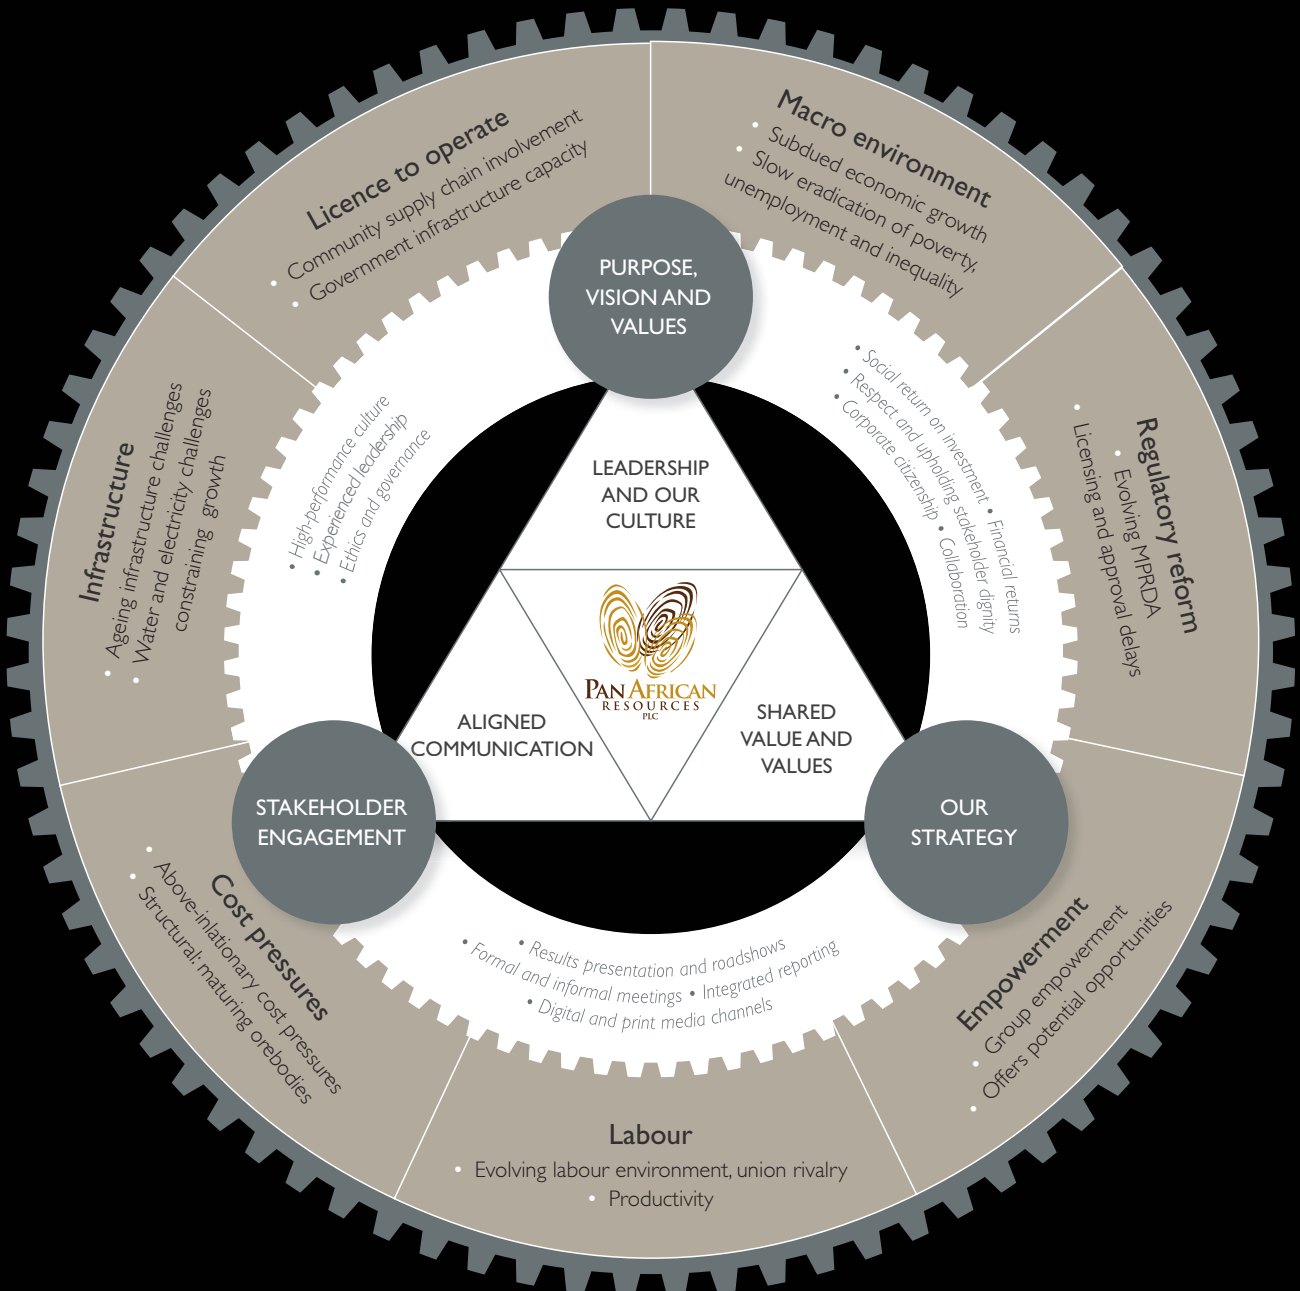 Licence to operate
• Community supply chain involvement
• Government infrastructure capacity
Macro environment
• Subdued economic growth
• Slow eradication of poverty,
unemployment and inequality
Regulatory reform
• Evolving MPRDA
• Licensing and approval delays
Empowerment
• Group empowerment
• Offers potential opportunities
Labour
• Evolving labour environment, union rivalry
• Productivity
Cost pressures
• Above-inlationary cost pressures
• Structural: maturing orebodies
Infrastructure
• Ageing infrastructure challenges
• Water and electricity challenges
constraining growth
PURPOSE,
VISION AND
VALUES
• Social return on investment • Financial returns
• Respect and upholding stakeholder dignity
• Corporate citizenship • Collaboration
OUR
STRATEGY
• Results presentation and roadshows
• Formal and informal meetings • Integrated reporting
• Digital and print media channels
STAKEHOLDER
ENGAGEMENT
• High-performance culture
• Experienced leadership
• Ethics and governance
LEADERSHIP
AND OUR
CULTURE
PAN AFRICAN
RESOURCES
PLC
ALIGNED
COMMUNICATION
SHARED
VALUE AND
VALUES